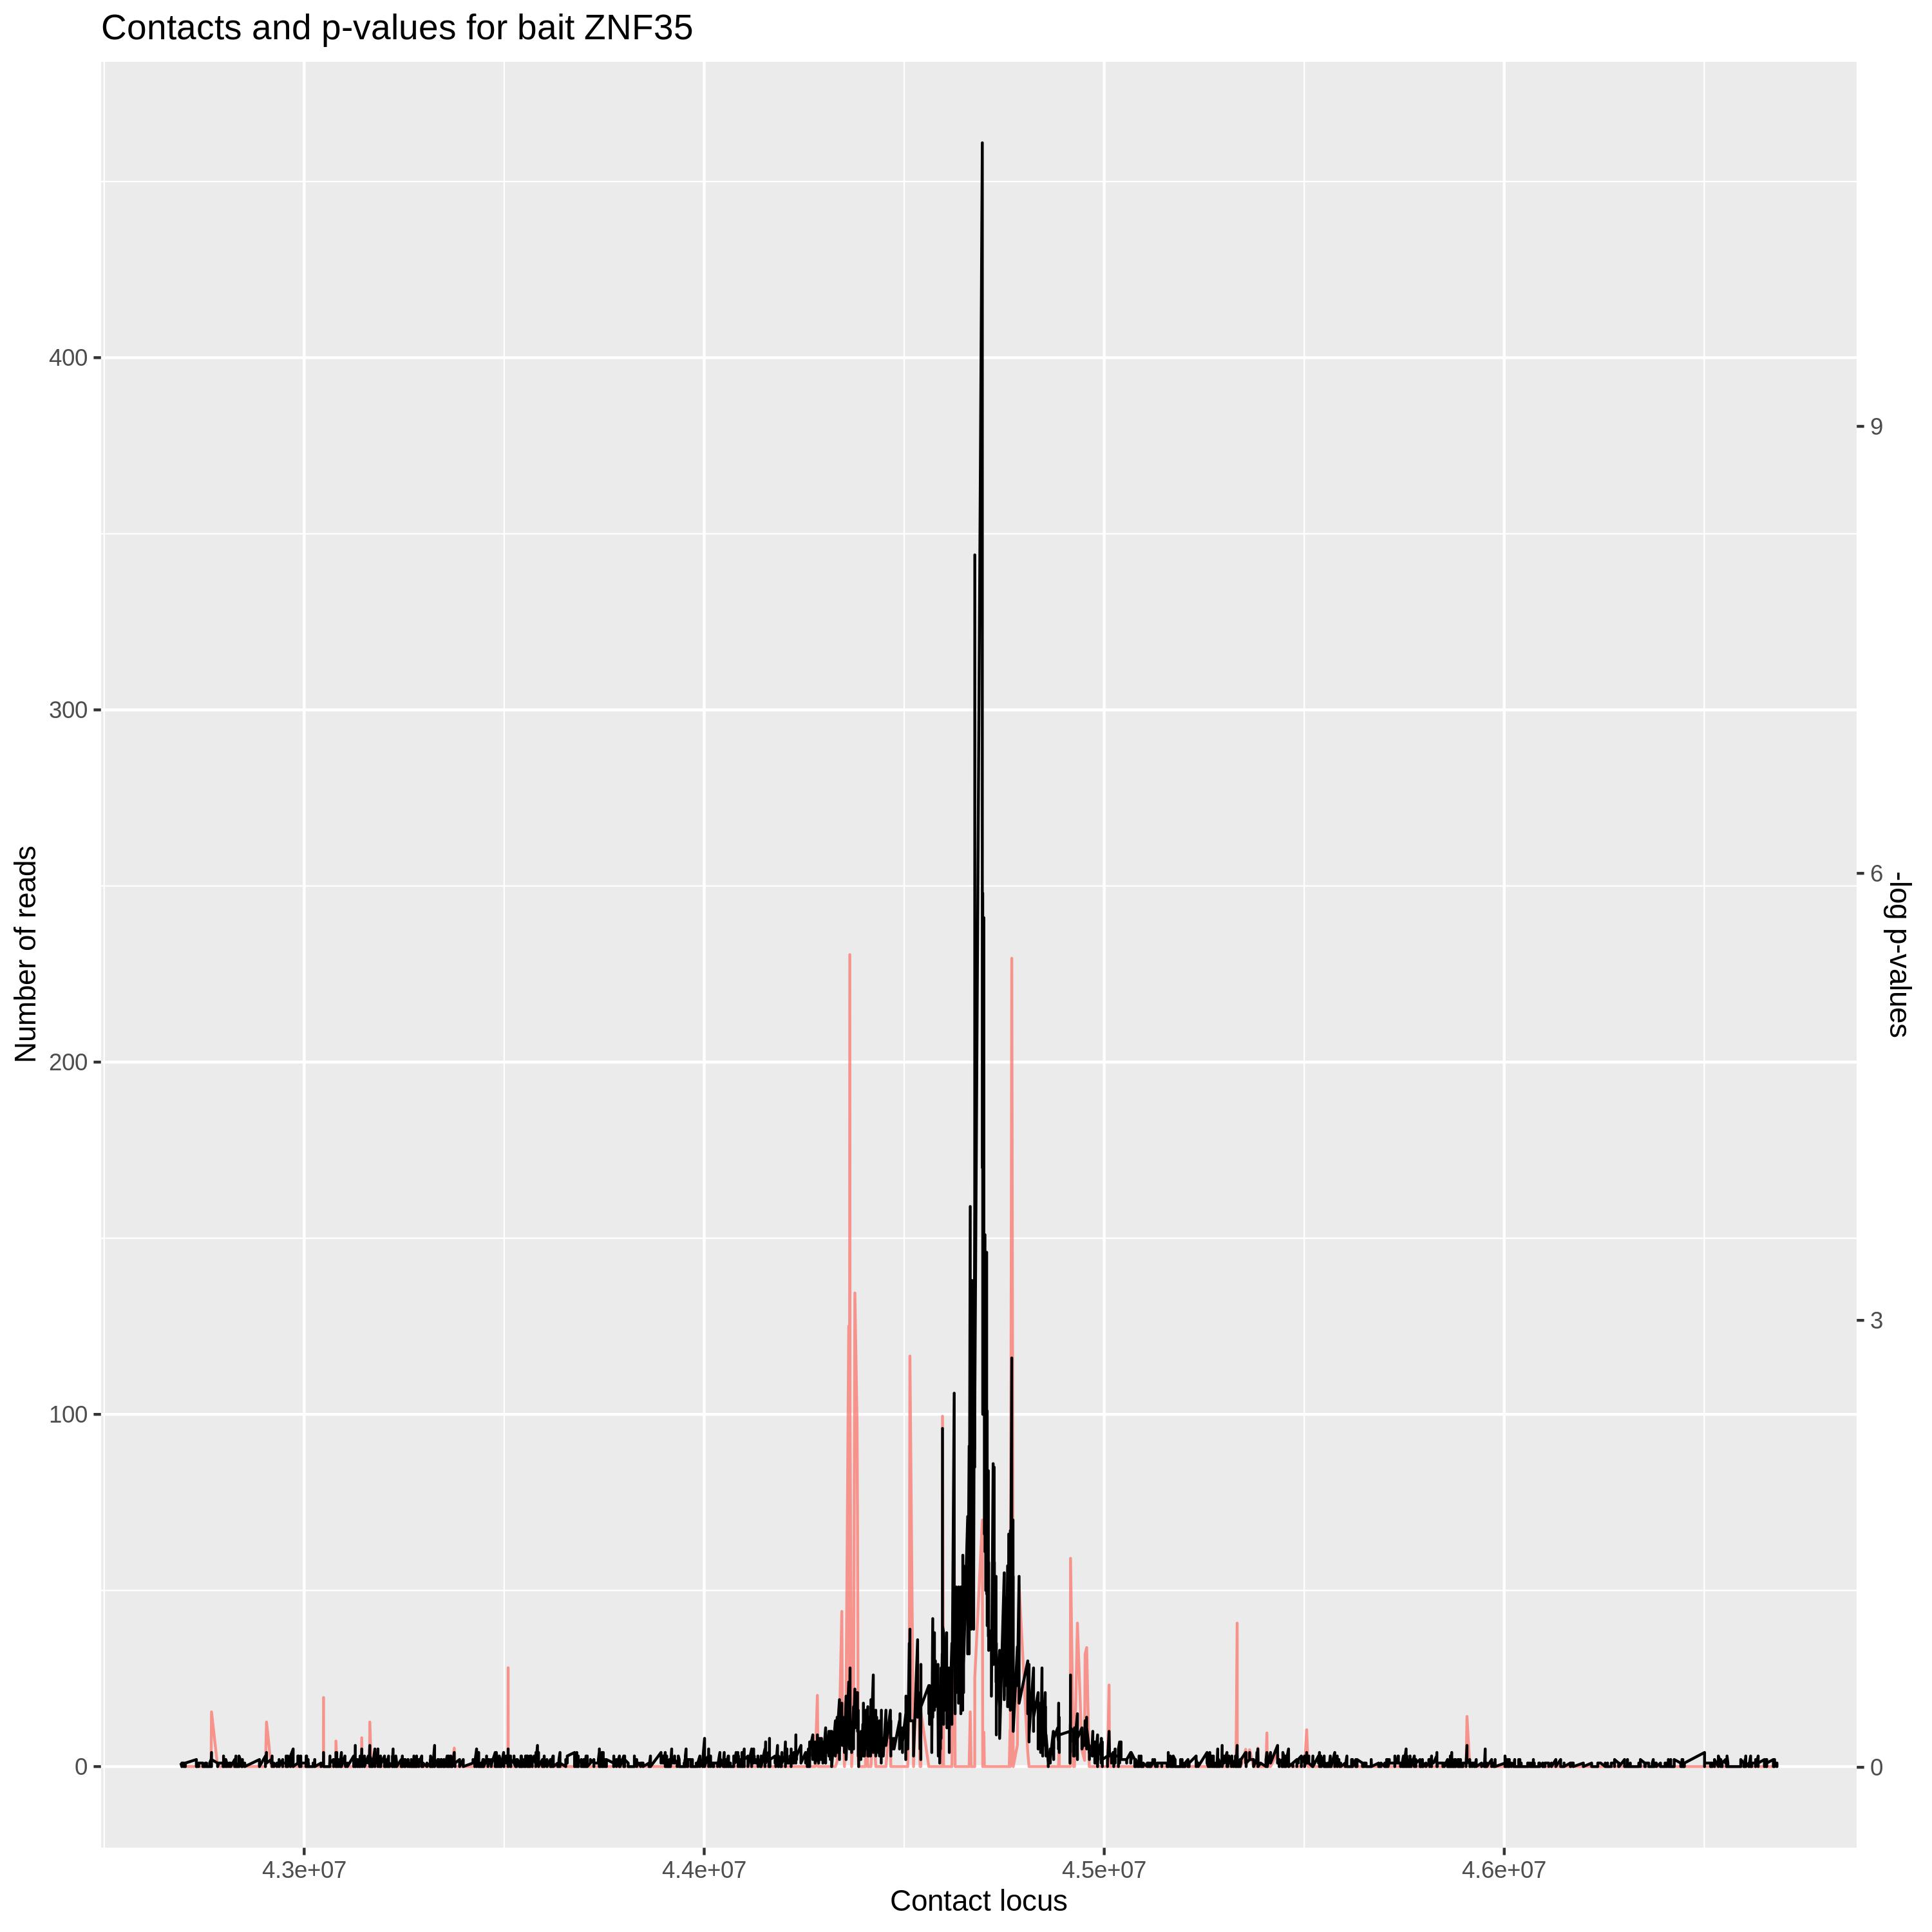 Contacts and p-values for bait ZNF35
400
300
200
100
0
Number of reads
9
6
3
0
-log p-values
4.3e+07
4.4e+07
4.5e+07
4.6e+07
Contact locus